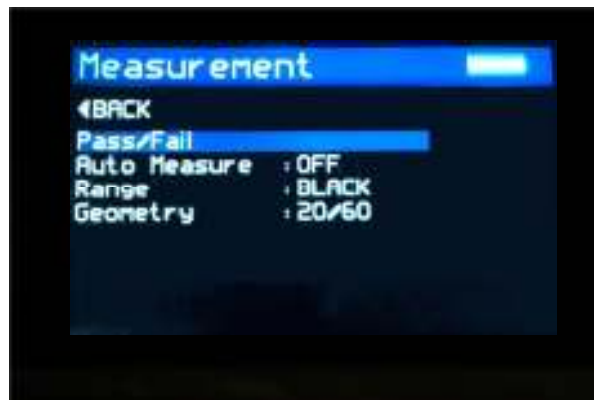 Measurement
◀BACK
Pass/Fail
Auto Measure :OFF
Range :BLACK
Geometry :20/60